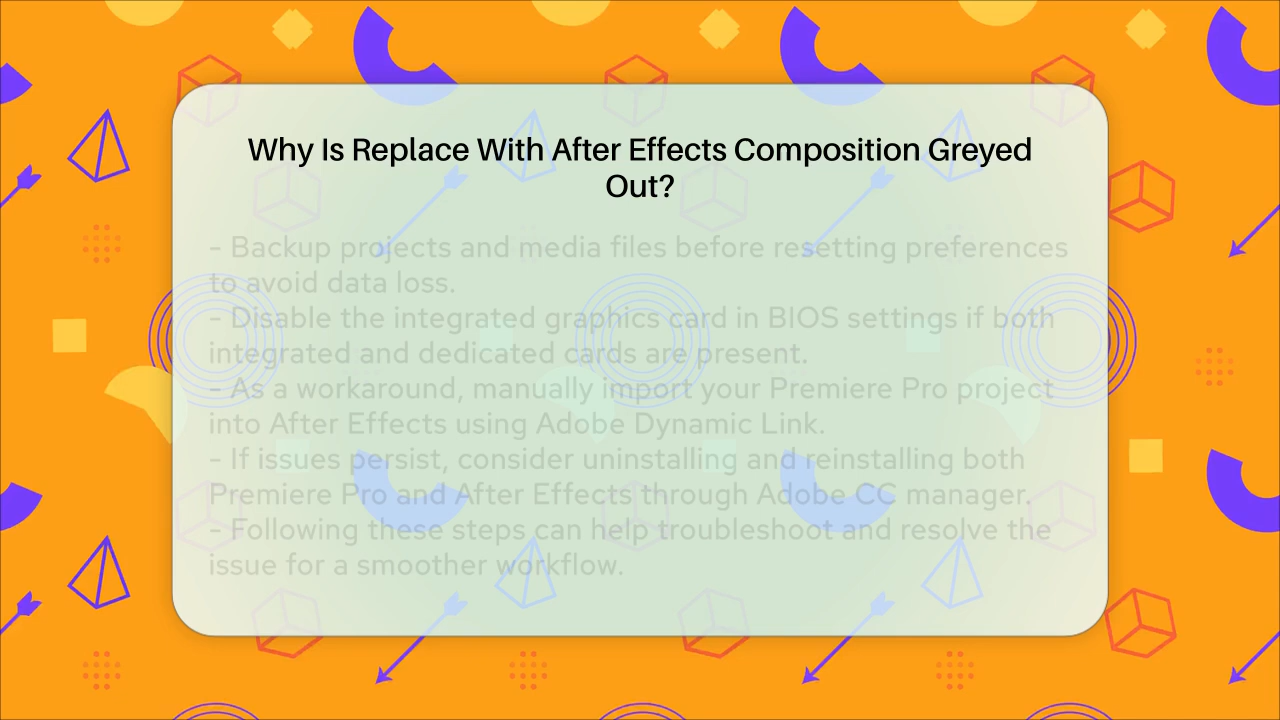 Why Is Replace With After Effects Composition Greyed
Out?
- Backup projects and media files before resetting preferences
to avoid data loss.
- Disable the integrated graphics card in BIOS settings if both
integrated and dedicated cards are present.
- As a workaround, manually import your Premiere Pro project
into After Effects using Adobe Dynamic Link.
- If issues persist, consider uninstalling and reinstalling both
Premiere Pro and After Effects through Adobe CC manager.
- Following these steps can help troubleshoot and resolve the
issue for a smoother workflow.